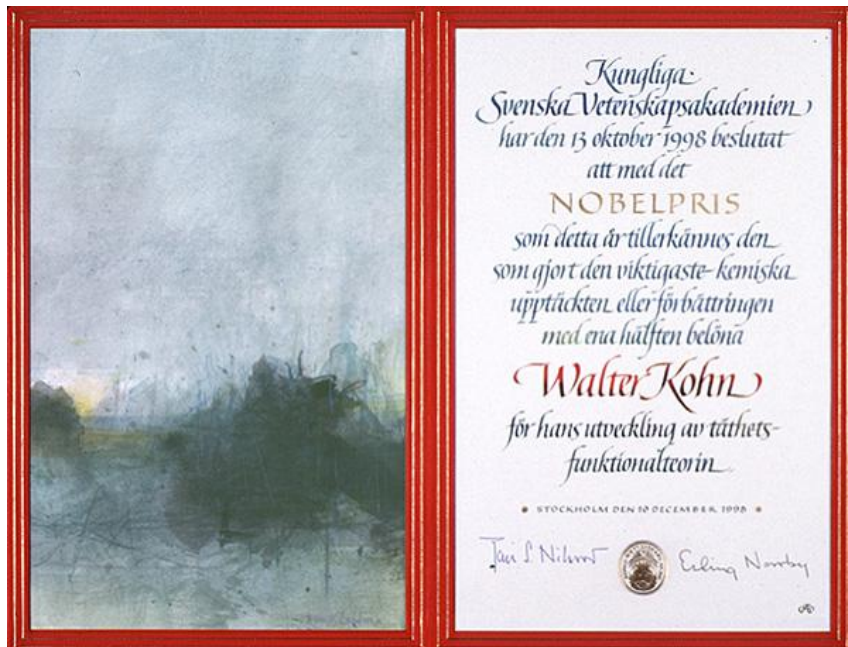 Kungliga
Svenska Vetenskapsakademien
har den 13 oktober 1998 beslutat
att med det
NOBELPRIS
som detta år tillerkännes den
som gjort den viktigaste kemiska
upptäckten eller förbättringen
med ena hälften belöna
Walter Kohn
för hans utveckling av täthets-
funktionalteorin
• STOCKHOLM DEN 10 DECEMBER 1998 •
Erling Norrby